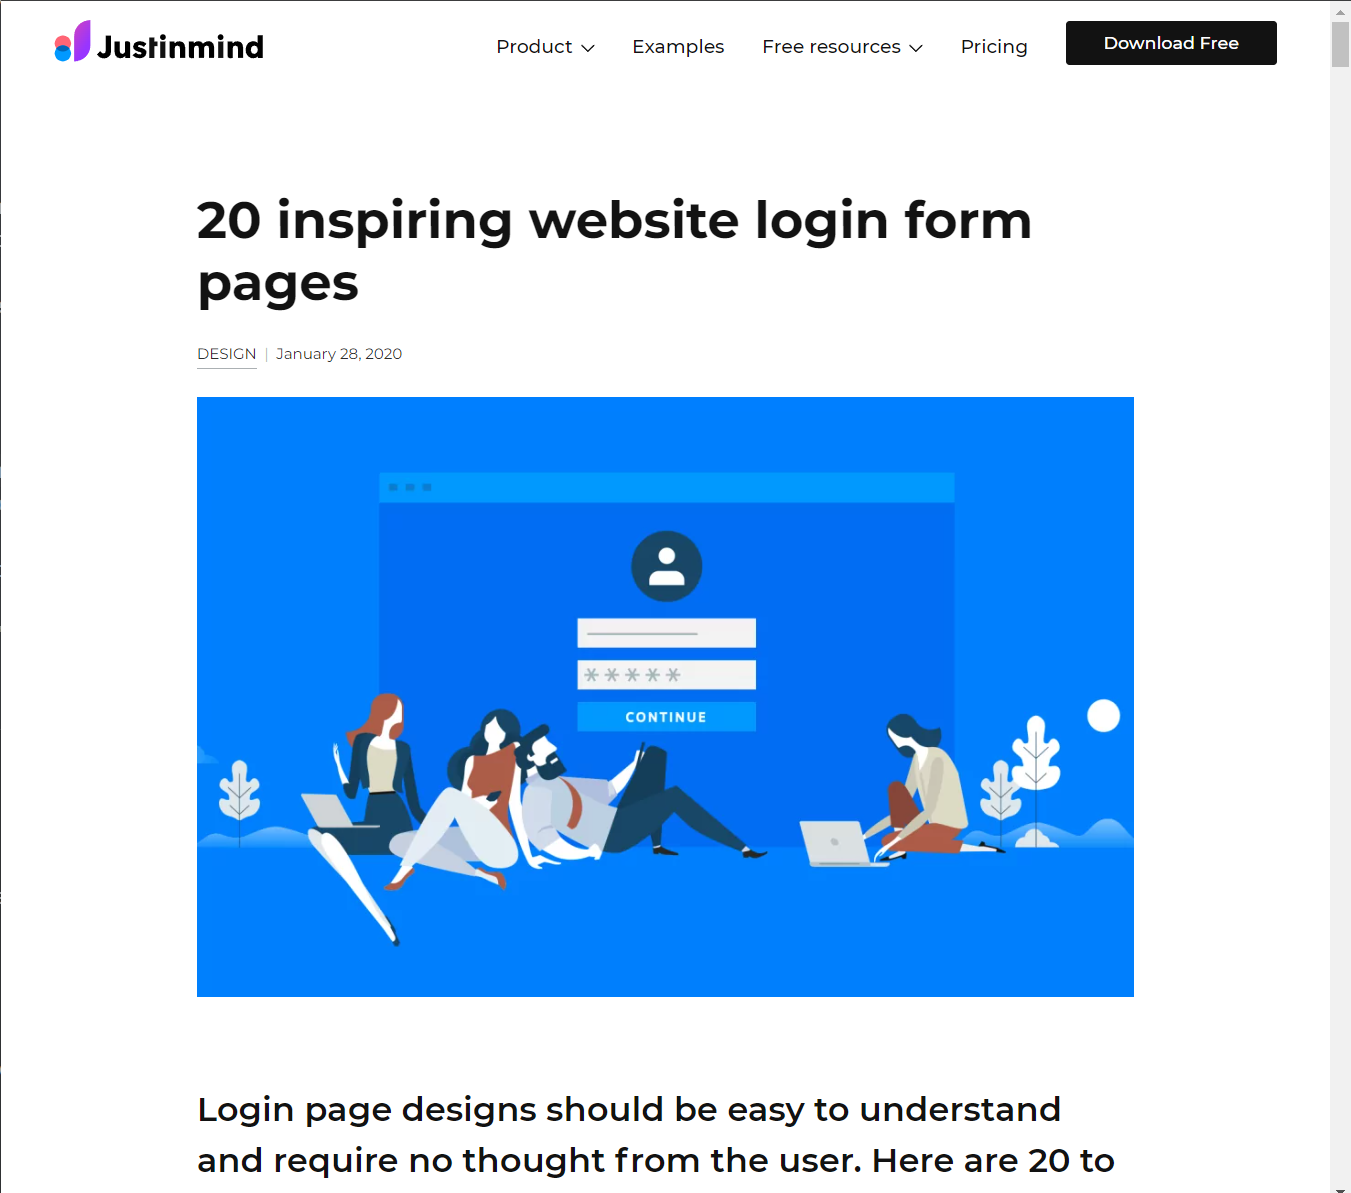 Justinmind
Product
Examples
Free resources
Pricing
Download Free
20 inspiring website login form
pages
DESIGN | January 28, 2020
*****
CONTINUE
Login page designs should be easy to understand
and require no thought from the user. Here are 20 to